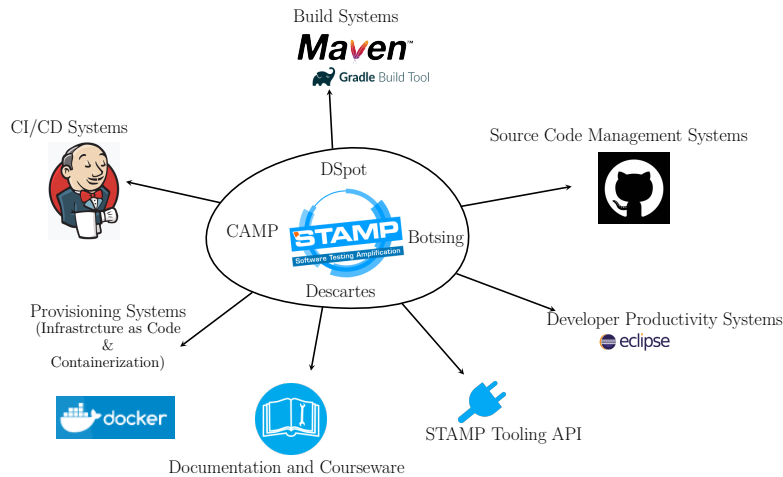 Build Systems
Maven™
Gradle Build Tool
CI/CD Systems
Source Code Management Systems
DSpot
CAMP
STAMP
Software Testing Amplification
Botsing
Descartes
Provisioning Systems
(Infrastrcture as Code
&
Containerization)
Developer Productivity Systems
eclipse
docker
STAMP Tooling API
Documentation and Courseware